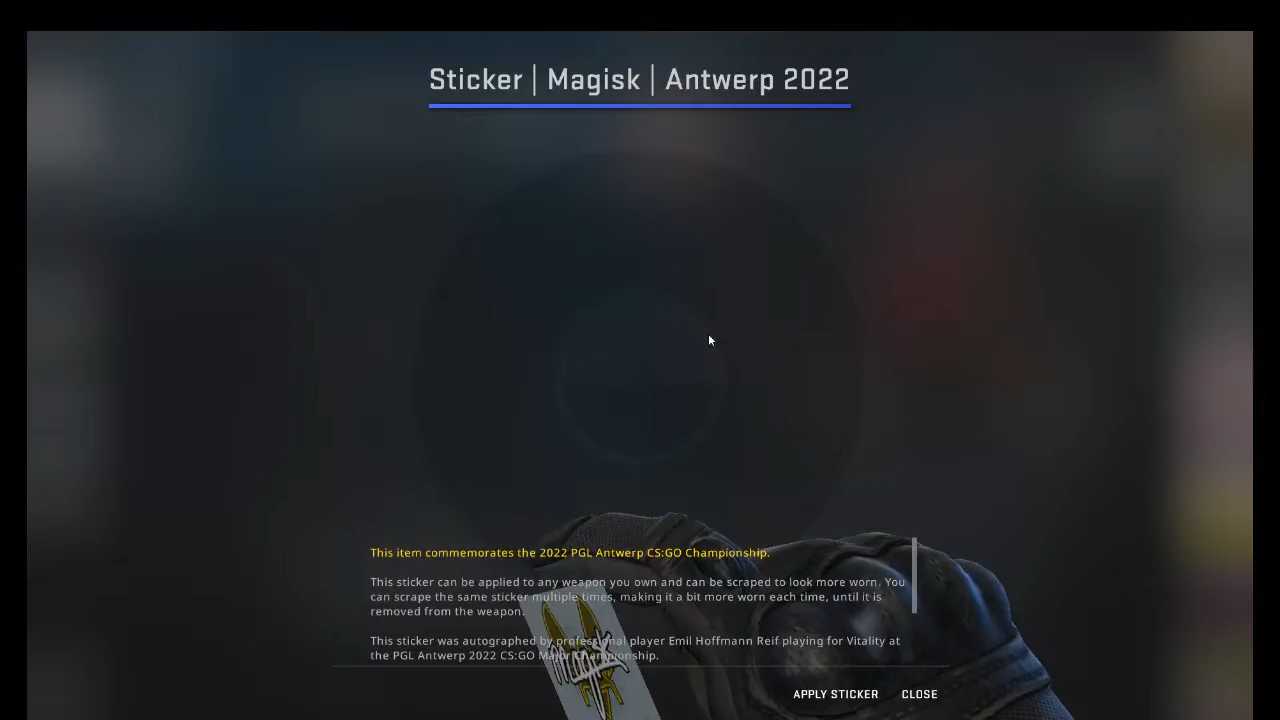 Sticker | Magisk | Antwerp 2022
This item commemorates the 2022 PGL Antwerp CS:GO Championship.
This sticker can be applied to any weapon you own and can be scraped to look more worn. You
can scrape the same sticker multiple times, making it a bit more worn each time, until it is
removed from the weapon.
This sticker was autographed by professional player Emil Hoffmann Reif playing for Vitality at
the PGL Antwerp 2022 CS:GO Major Championship.
APPLY STICKER CLOSE